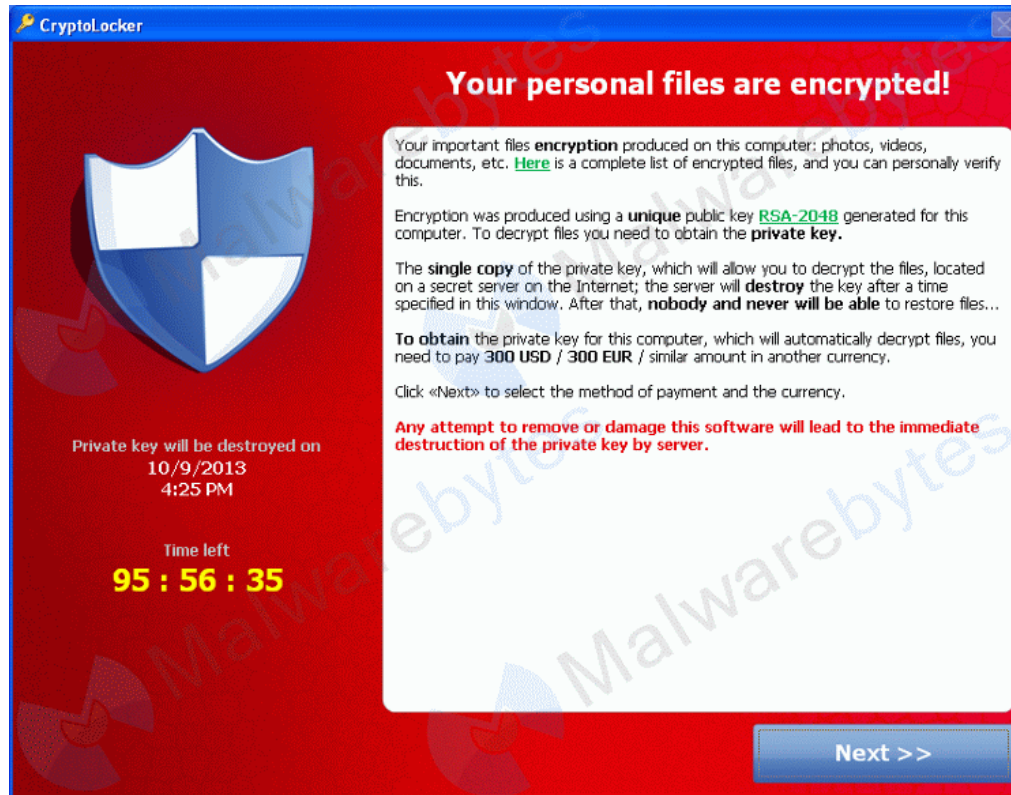 CryptoLocker
Your personal files are encrypted!
Your important files encryption produced on this computer: photos, videos,
documents, etc. Here is a complete list of encrypted files, and you can personally verify
this.
Encryption was produced using a unique public key RSA-2048 generated for this
computer. To decrypt files you need to obtain the private key.
The single copy of the private key, which will allow you to decrypt the files, located
on a secret server on the Internet; the server will destroy the key after a time
specified in this window. After that, nobody and never will be able to restore files...
To obtain the private key for this computer, which will automatically decrypt files, you
need to pay 300 USD / 300 EUR / similar amount in another currency.
Click «Next» to select the method of payment and the currency.
Any attempt to remove or damage this software will lead to the immediate
destruction of the private key by server.
Private key will be destroyed on
10/9/2013
4:25 PM
Time left
95 : 56 : 35
Next >>
Malwarebytes
Malwarebytes
Malwarebytes
Malwarebytes